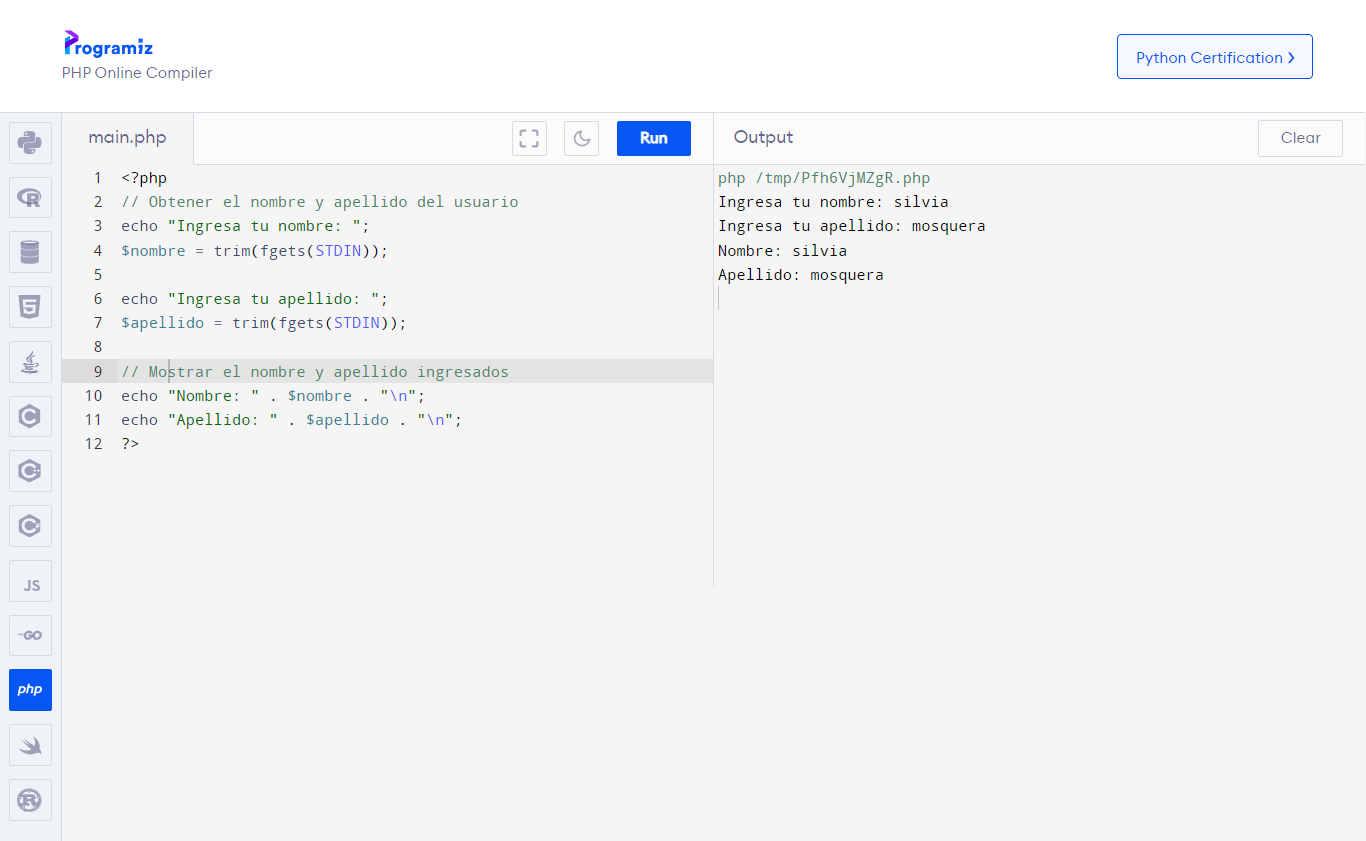 Programiz
PHP Online Compiler
Python Certification
main.php
Run
Output
Clear
1 <?php
2 // Obtener el nombre y apellido del usuario
3 echo "Ingresa tu nombre: ";
4 $nombre = trim(fgets(STDIN));
5
6 echo "Ingresa tu apellido: ";
7 $apellido = trim(fgets(STDIN));
8
9 // Mostrar el nombre y apellido ingresados
10 echo "Nombre: " . $nombre . "\n";
11 echo "Apellido: " . $apellido . "\n";
12 ?>
php /tmp/Pfh6VjMZgR.php
Ingresa tu nombre: silvia
Ingresa tu apellido: mosquera
Nombre: silvia
Apellido: mosquera
R
5
C
C
C
JS
GO
php
R